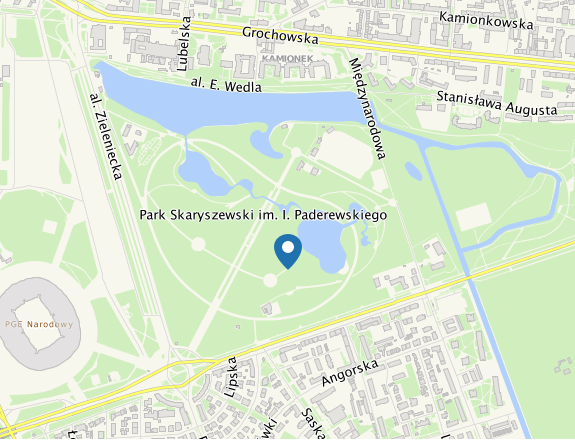 Kamionkowska
Grochowska
Lubelska
KAMIONEK
al. E. Wedla
Międzynarodowa
Stanisława Augusta
al. Zieleniecka
Park Skaryszewski im. I. Paderewskiego
PGE Narodowy
Lipska
Angorska
Saska